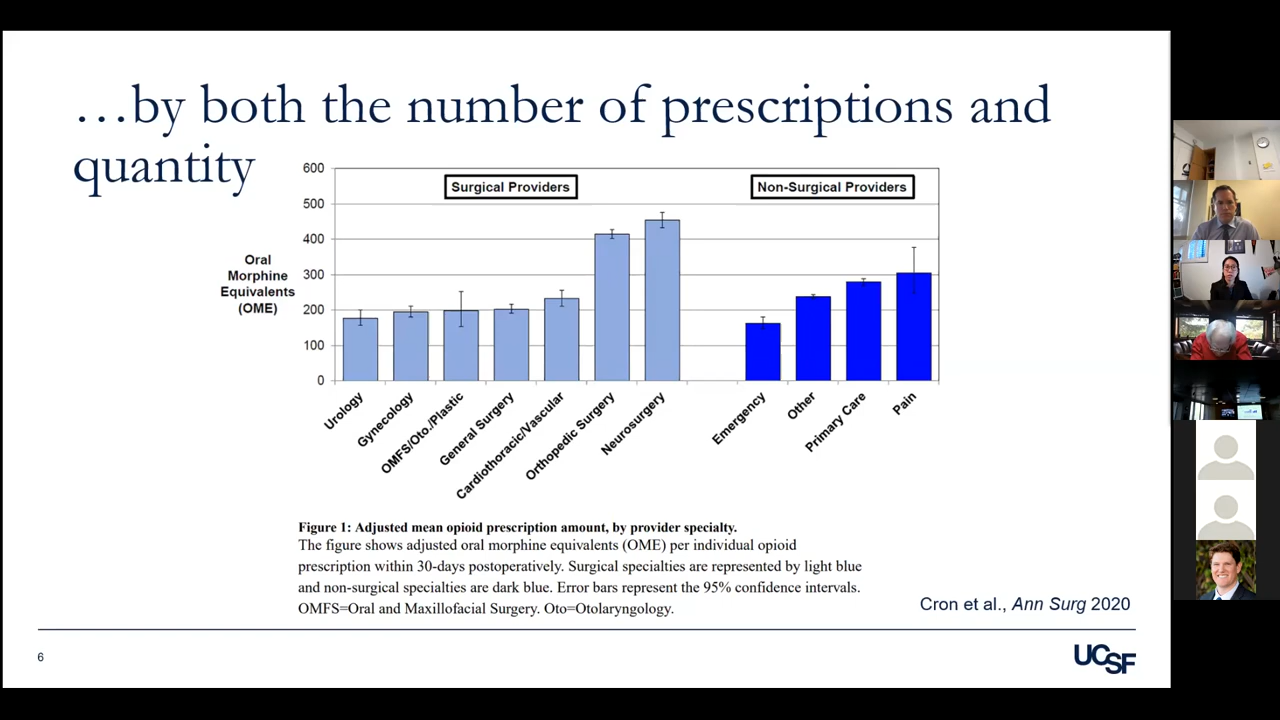 …by both the number of prescriptions and
quantity
600
500
400
300
200
100
0
Oral
Morphine
Equivalents
(OME)
Surgical Providers
Non-Surgical Providers
Urology
Gynecology
OMFS/Oto./Plastic
General Surgery
Cardiothoracic/Vascular
Orthopedic Surgery
Neurosurgery
Emergency
Other
Primary Care
Pain
Figure 1: Adjusted mean opioid prescription amount, by provider specialty.
The figure shows adjusted oral morphine equivalents (OME) per individual opioid
prescription within 30-days postoperatively. Surgical specialties are represented by light blue
and non-surgical specialties are dark blue. Error bars represent the 95% confidence intervals.
OMFS=Oral and Maxillofacial Surgery. Oto=Otolaryngology.
Cron et al., Ann Surg 2020
6
UCSF